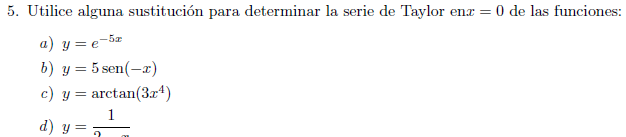 5. Utilice alguna sustitución para determinar la serie de Taylor enx = 0 de las funciones:
a) y = e^{-5x}
b) y = 5 sen(−x)
c) y = arctan(3x^4)
d) y = 1